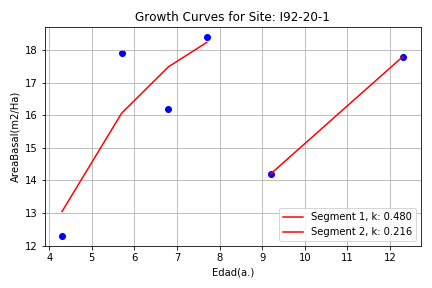 Growth Curves for Site: I92-20-1
AreaBasal(m2/Ha)
18
17
16
15
14
13
12
4 5 6 7 8 9 10 11 12
Edad(a.)
Segment 1, k: 0.480
Segment 2, k: 0.216